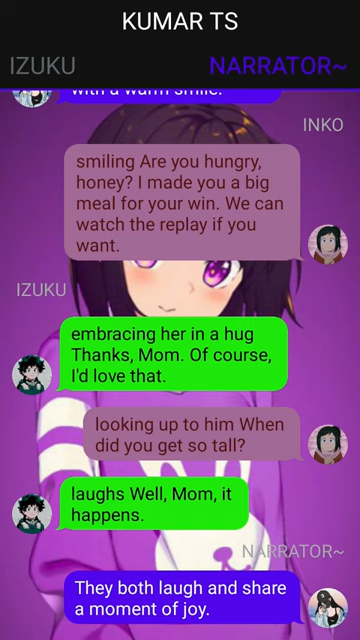 KUMAR TS
IZUKU
NARRATOR~
with a warm smile.
INKO
smiling Are you hungry,
honey? I made you a big
meal for your win. We can
watch the replay if you
want.
IZUKU
embracing her in a hug
Thanks, Mom. Of course,
I'd love that.
looking up to him When
did you get so tall?
laughs Well, Mom, it
happens.
NARRATOR~
They both laugh and share
a moment of joy.